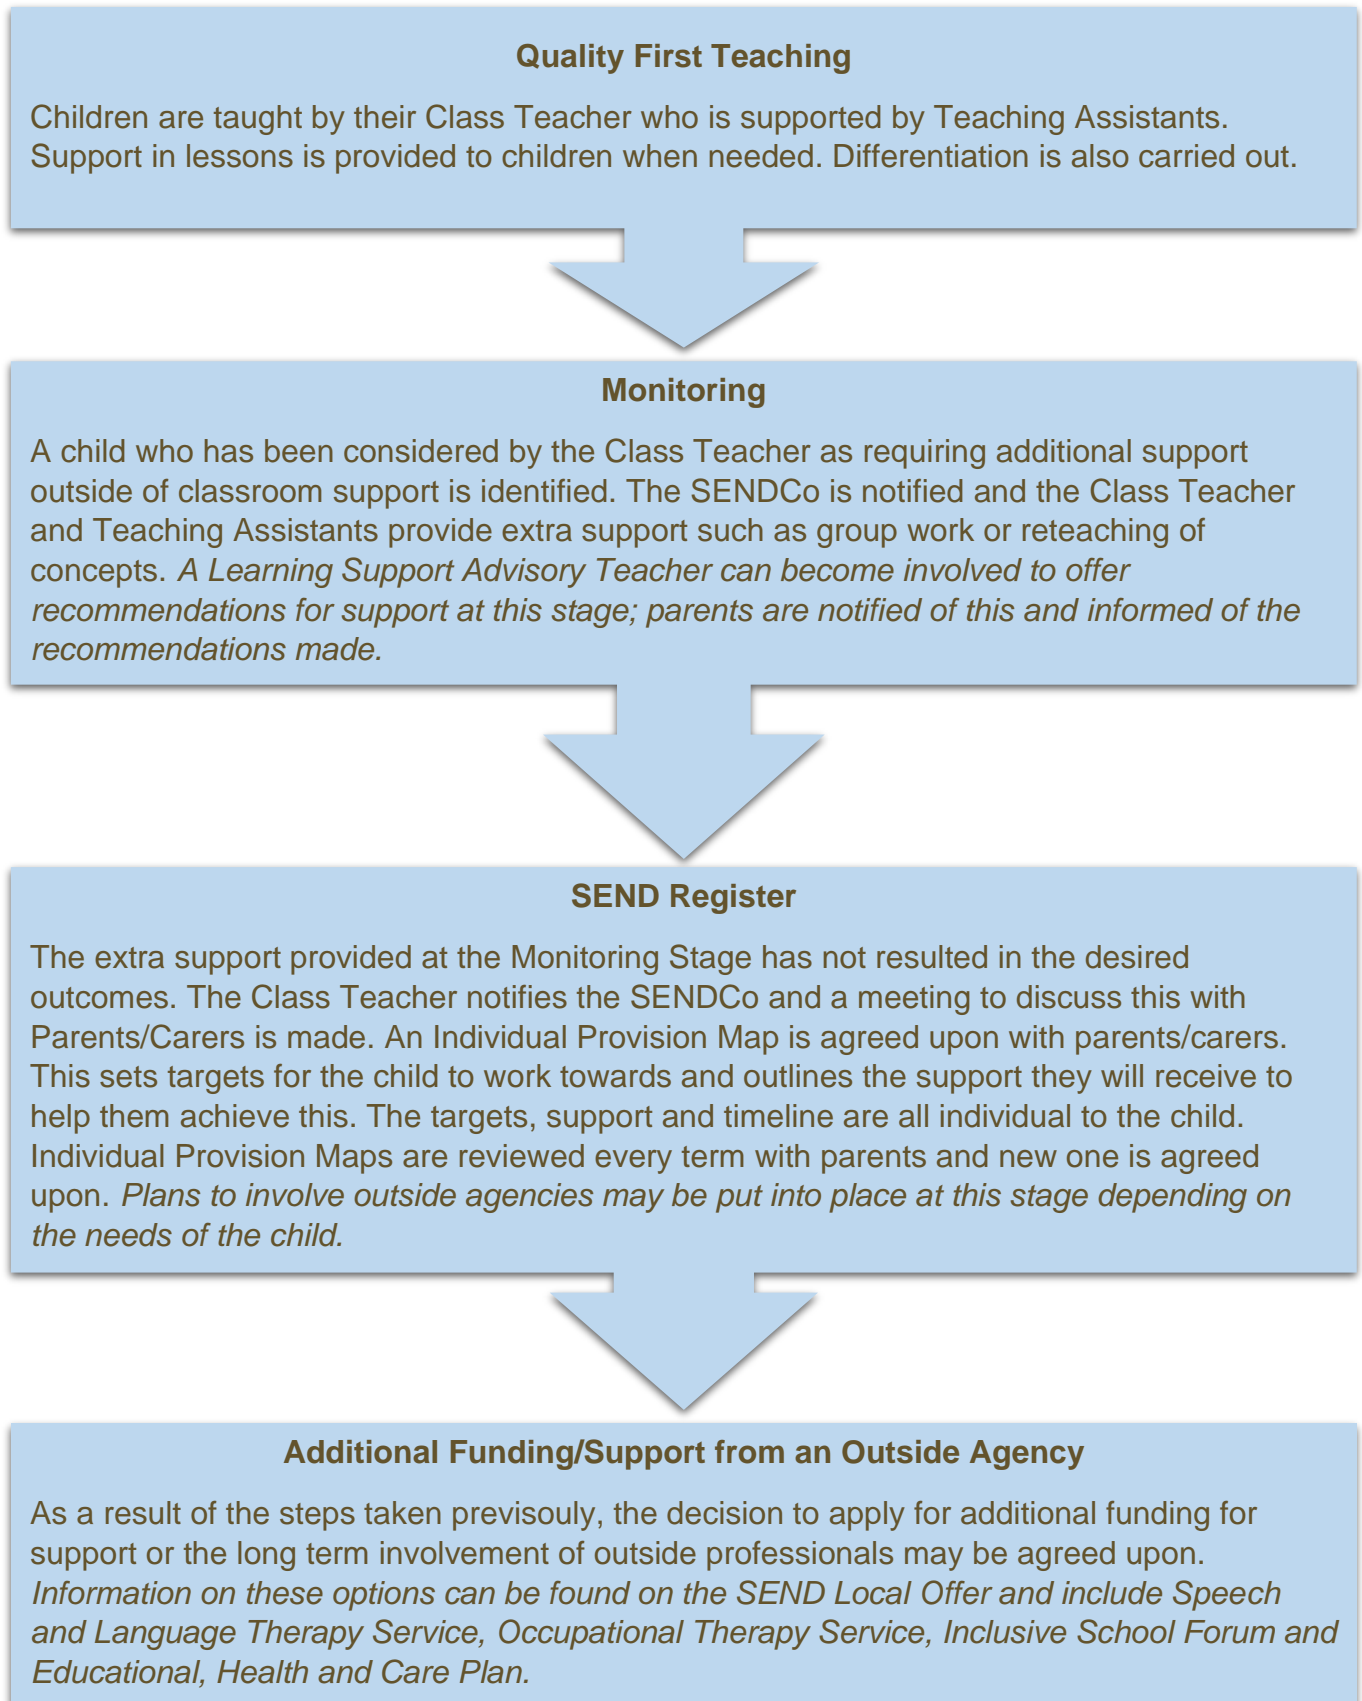 Quality First Teaching
Children are taught by their Class Teacher who is supported by Teaching Assistants.
Support in lessons is provided to children when needed. Differentiation is also carried out.
Monitoring
A child who has been considered by the Class Teacher as requiring additional support
outside of classroom support is identified. The SENDCo is notified and the Class Teacher
and Teaching Assistants provide extra support such as group work or reteaching of
concepts. A Learning Support Advisory Teacher can become involved to offer
recommendations for support at this stage; parents are notified of this and informed of the
recommendations made.
SEND Register
The extra support provided at the Monitoring Stage has not resulted in the desired
outcomes. The Class Teacher notifies the SENDCo and a meeting to discuss this with
Parents/Carers is made. An Individual Provision Map is agreed upon with parents/carers.
This sets targets for the child to work towards and outlines the support they will receive to
help them achieve this. The targets, support and timeline are all individual to the child.
Individual Provision Maps are reviewed every term with parents and new one is agreed
upon. Plans to involve outside agencies may be put into place at this stage depending on
the needs of the child.
Additional Funding/Support from an Outside Agency
As a result of the steps taken previsouly, the decision to apply for additional funding for
support or the long term involvement of outside professionals may be agreed upon.
Information on these options can be found on the SEND Local Offer and include Speech
and Language Therapy Service, Occupational Therapy Service, Inclusive School Forum and
Educational, Health and Care Plan.